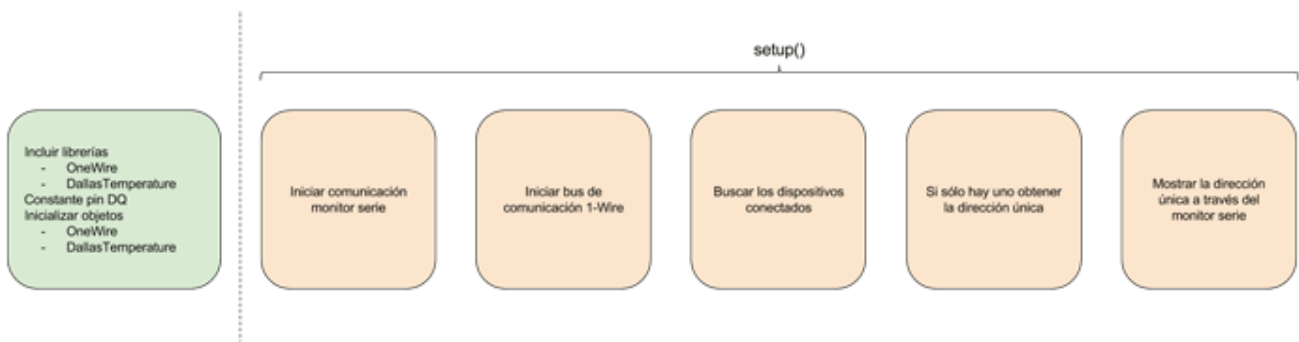 setup()
Incluir librerías
- OneWire
- DallasTemperature
Constante pin DQ
Inicializar objetos
- OneWire
- DallasTemperature
Iniciar comunicación
monitor serie
Iniciar bus de
comunicación 1-Wire
Buscar los dispositivos
conectados
Si sólo hay uno obtener
la dirección única
Mostrar la dirección
única a través del
monitor serie